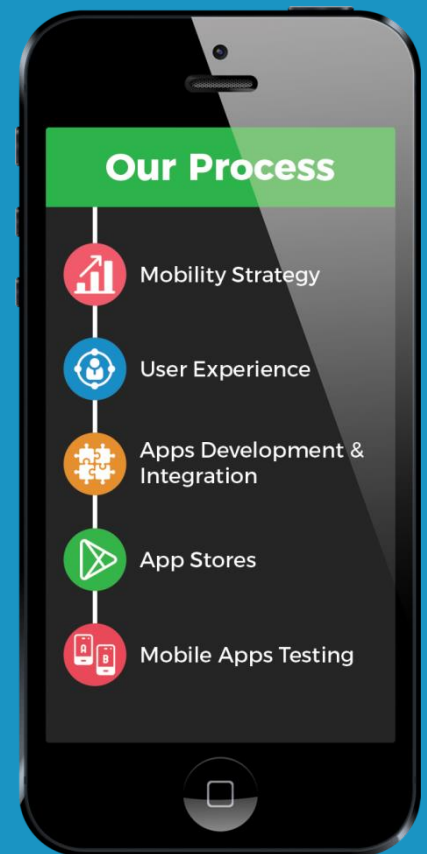 Our Process
Mobility Strategy
User Experience
Apps Development &
Integration
App Stores
A
B
Mobile Apps Testing